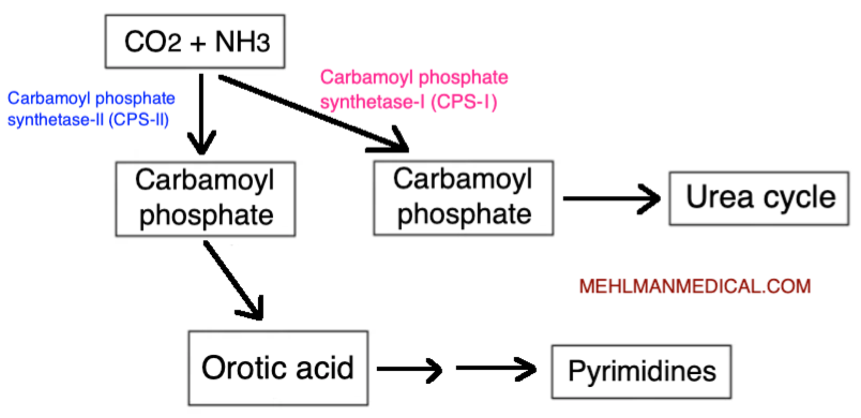 CO2 + NH3
Carbamoyl phosphate
synthetase-I (CPS-I)
Carbamoyl phosphate
synthetase-II (CPS-II)
Carbamoyl
phosphate
Carbamoyl
phosphate
Urea cycle
MEHLMANMEDICAL.COM
Orotic acid
Pyrimidines